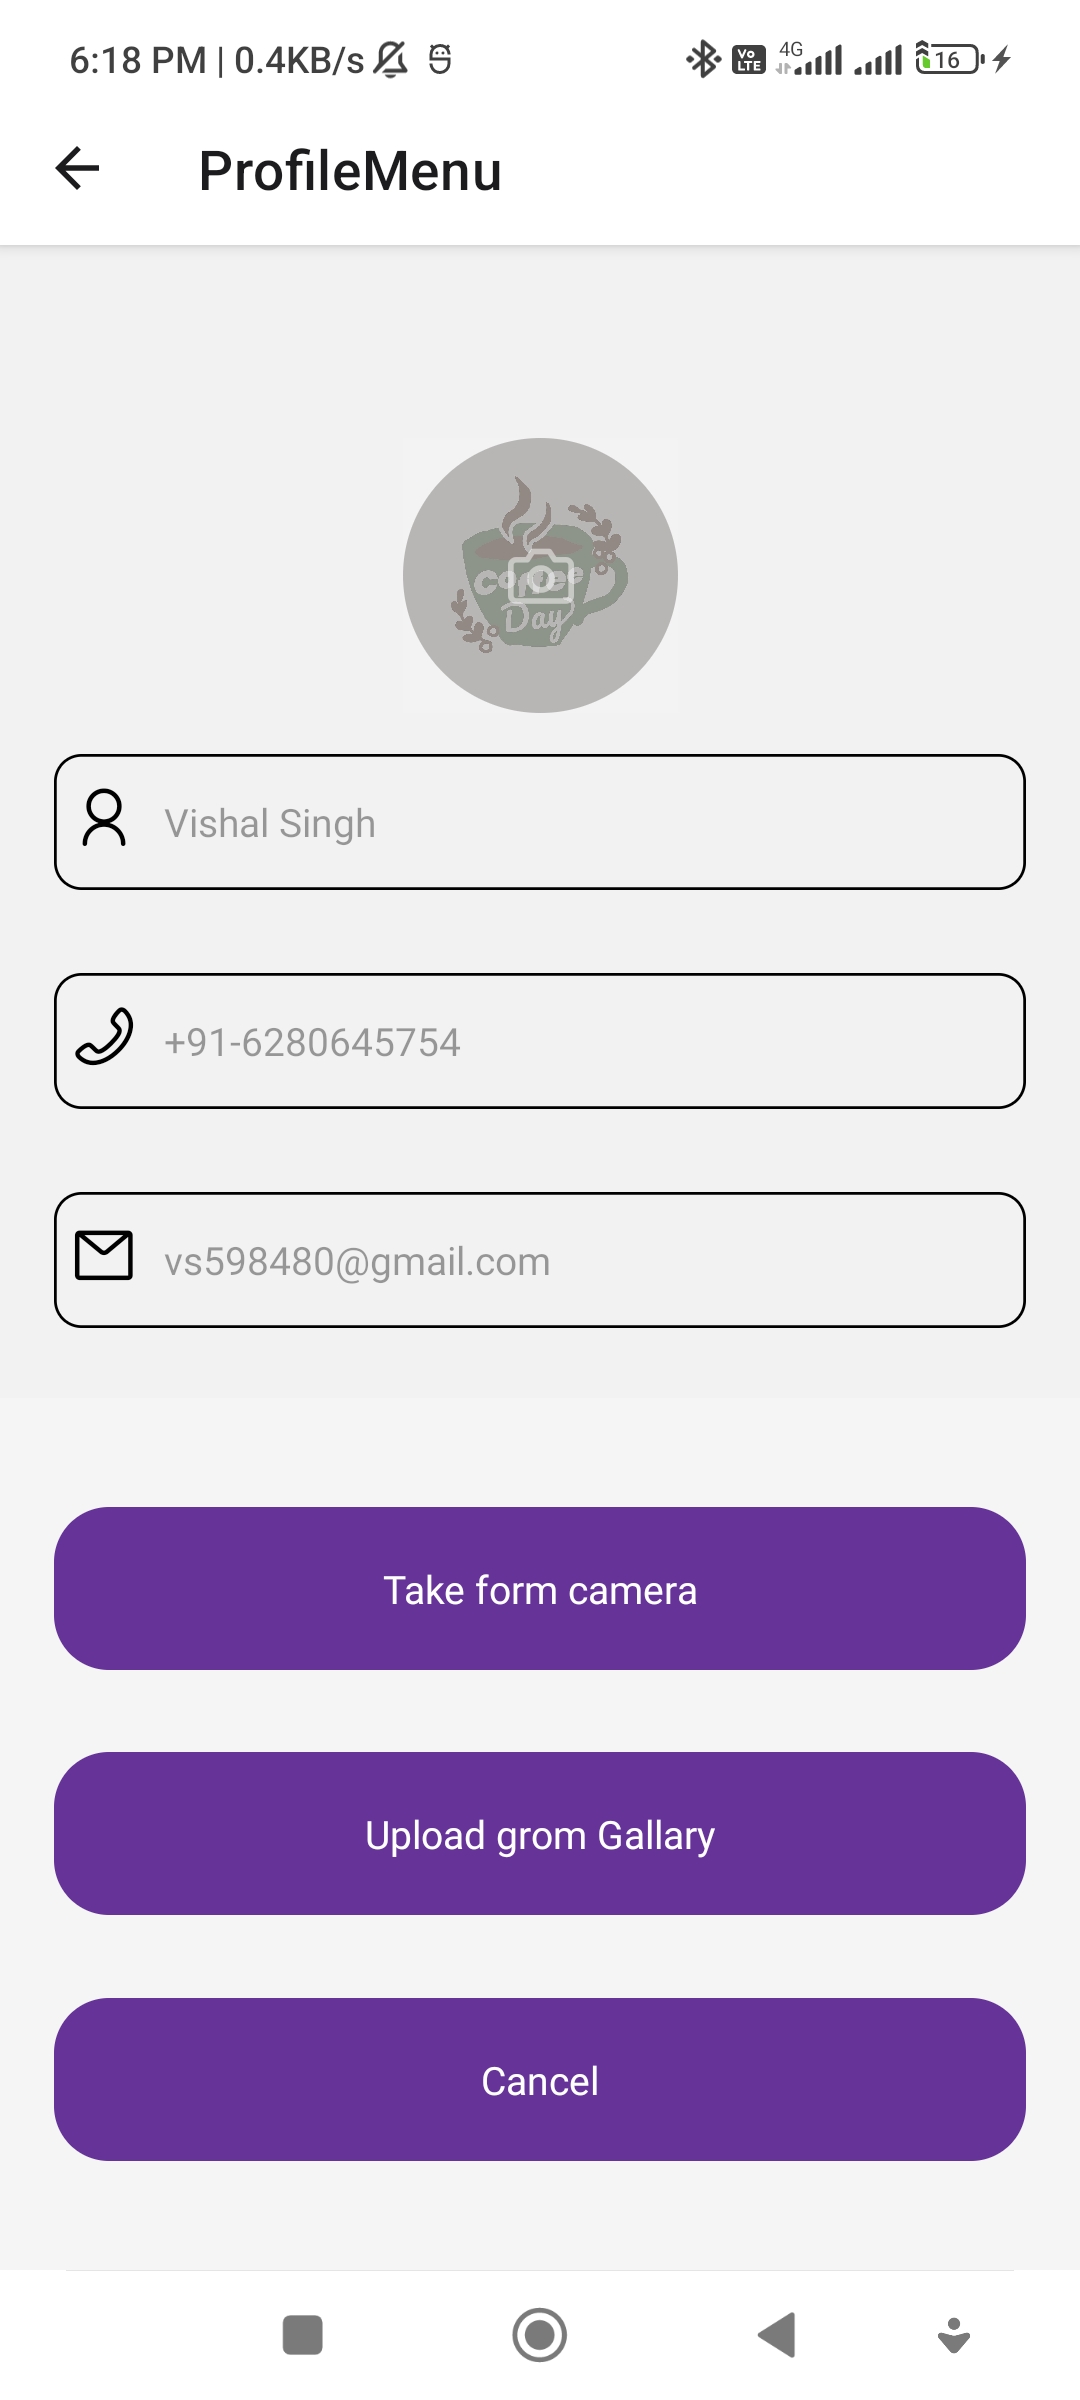 6:18 PM | 0.4KB/s Vo LTE 4G 16
ProfileMenu
Coffee
Day
Vishal Singh
+91-6280645754
vs598480@gmail.com
Take form camera
Upload grom Gallary
Cancel